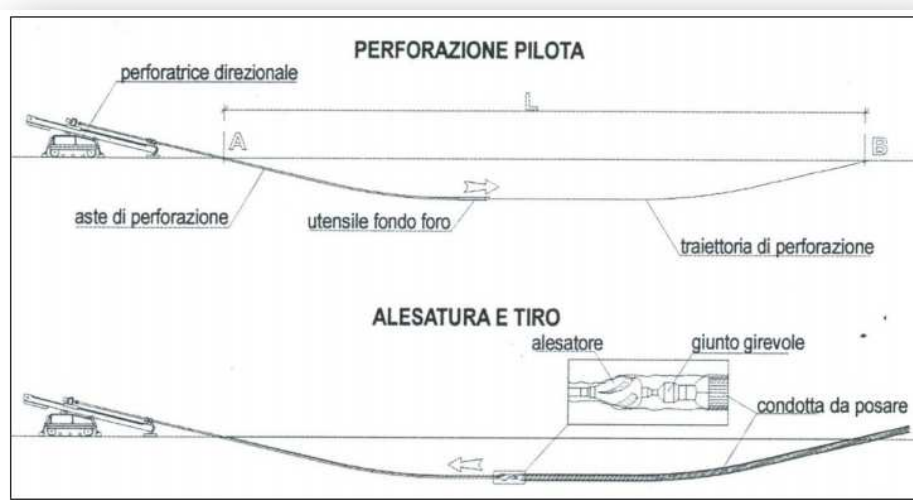 PERFORAZIONE PILOTA
perforatrice direzionale
L
A
B
aste di perforazione
utensile fondo foro
traiettoria di perforazione
ALESATURA E TIRO
alesatore
giunto girevole
condotta da posare